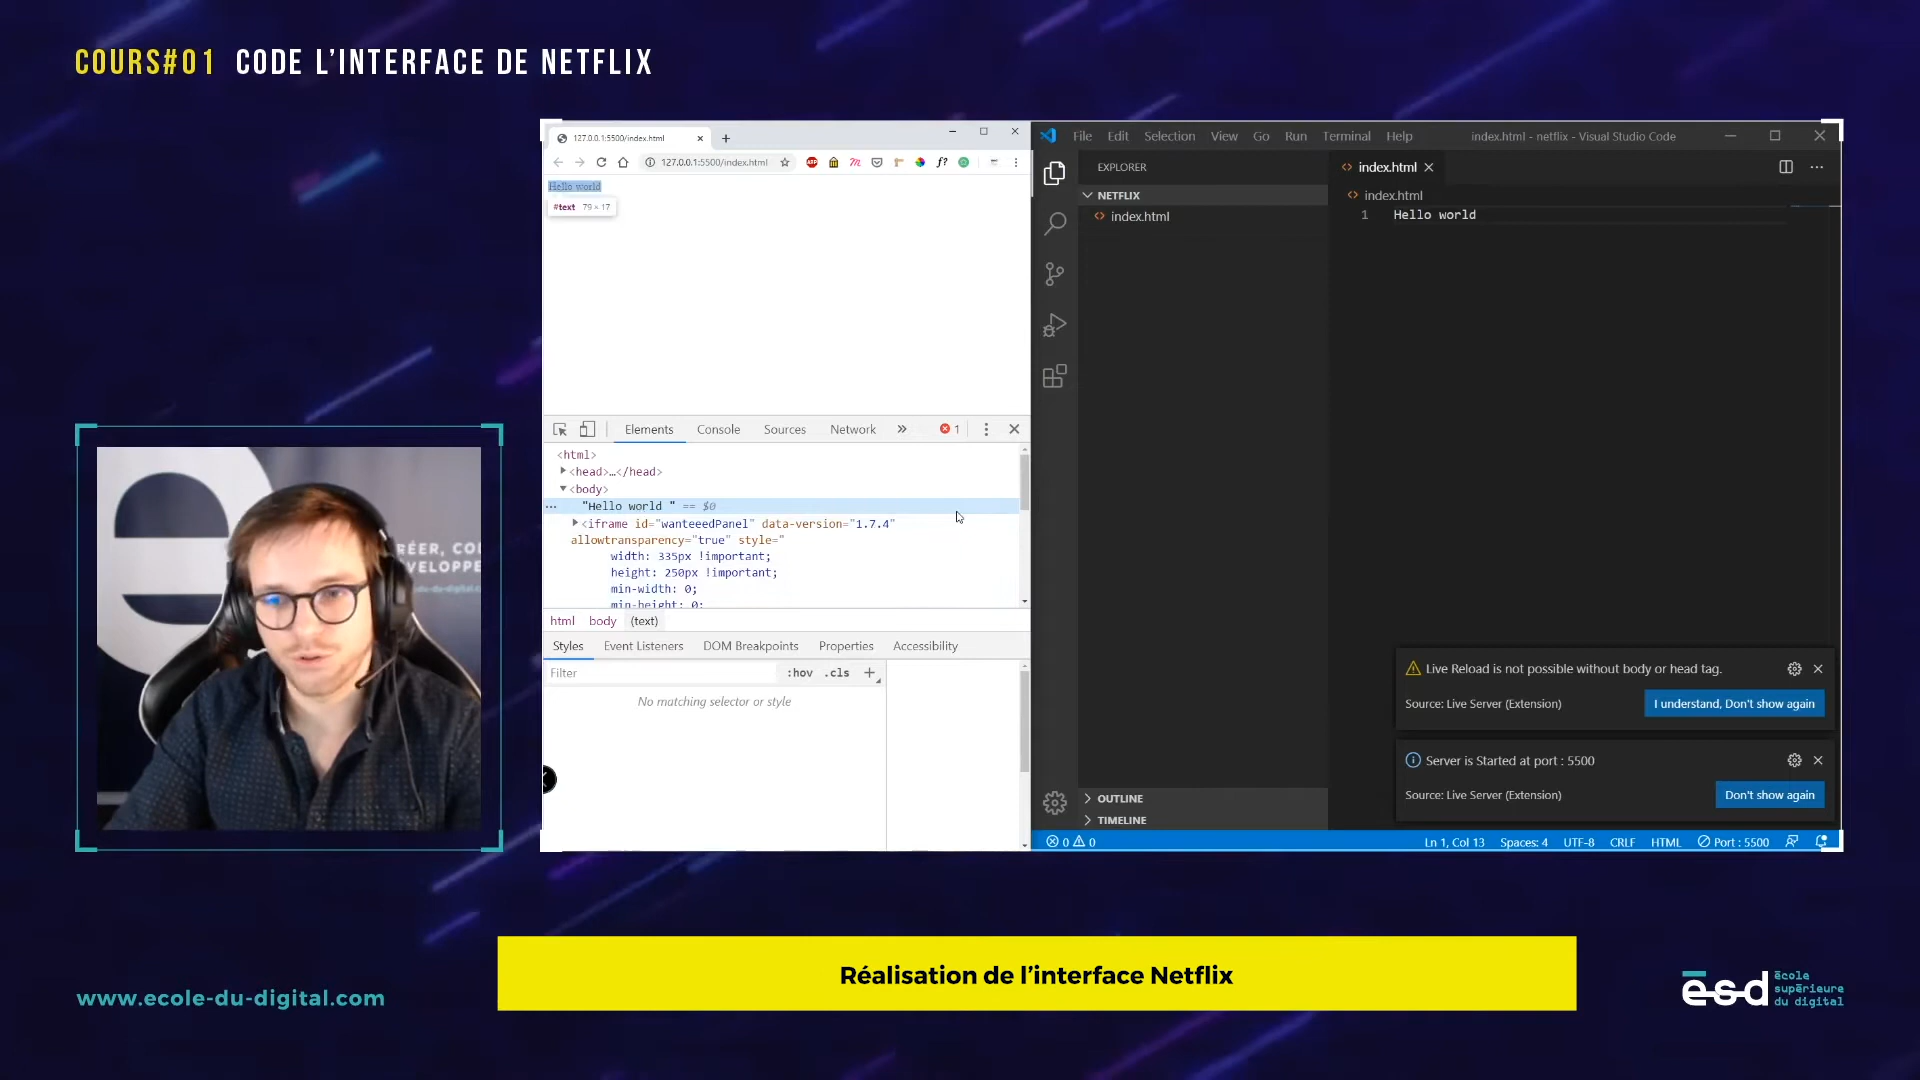 COURS#01 CODE L'INTERFACE DE NETFLIX
127.0.0.1:5500/index.html
127.0.0.1:5500/index.html
Hello world
#text 79 × 17
Elements Console Sources Network » 1
<html>
<head>…</head>
<body>
"Hello world " == $0
<iframe id="wanteeedPanel" data-version="1.7.4"
allowtransparency="true" style="
width: 335px !important;
height: 250px !important;
min-width: 0;
min-height: 0;
html body (text)
Styles Event Listeners DOM Breakpoints Properties Accessibility
Filter :hov .cls +
No matching selector or style
File Edit Selection View Go Run Terminal Help index.html - netflix - Visual Studio Code
EXPLORER
NETFLIX
index.html
OUTLINE
TIMELINE
index.html
index.html
1 Hello world
Live Reload is not possible without body or head tag.
Source: Live Server (Extension) I understand, Don't show again
Server is Started at port : 5500
Source: Live Server (Extension) Don't show again
0 0 Ln 1, Col 13 Spaces: 4 UTF-8 CRLF HTML Port : 5500
Réalisation de l'interface Netflix
www.ecole-du-digital.com
ēsd école
supérieure
du digital